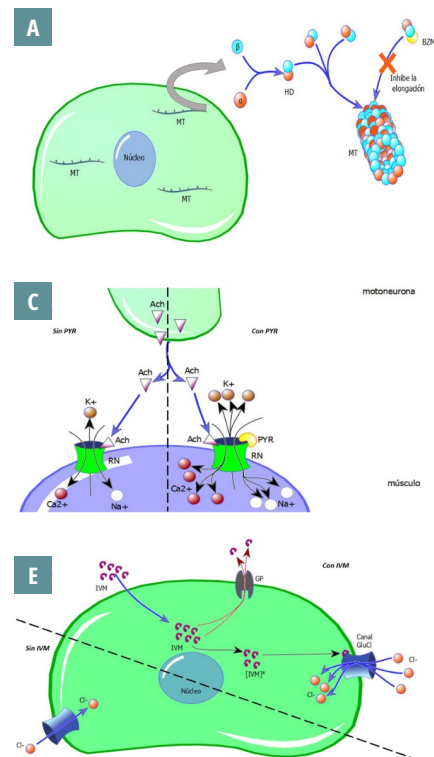 A
β
α
HD
BZM
Inhibe la
elongación
MT
MT
Núcleo
MT
MT
C
motoneurona
Sin PYR
Ach
Con PYR
Ach
Ach
K+
K+
Ach
Ach
PYR
RN
RN
Ca2+
Na+
Ca2+
Na+
músculo
E
Con IVM
IVM
GP
Sin IVM
IVM
[IVM]*
Canal
GluCl
Cl-
Núcleo
Cl-
Cl-
Cl-